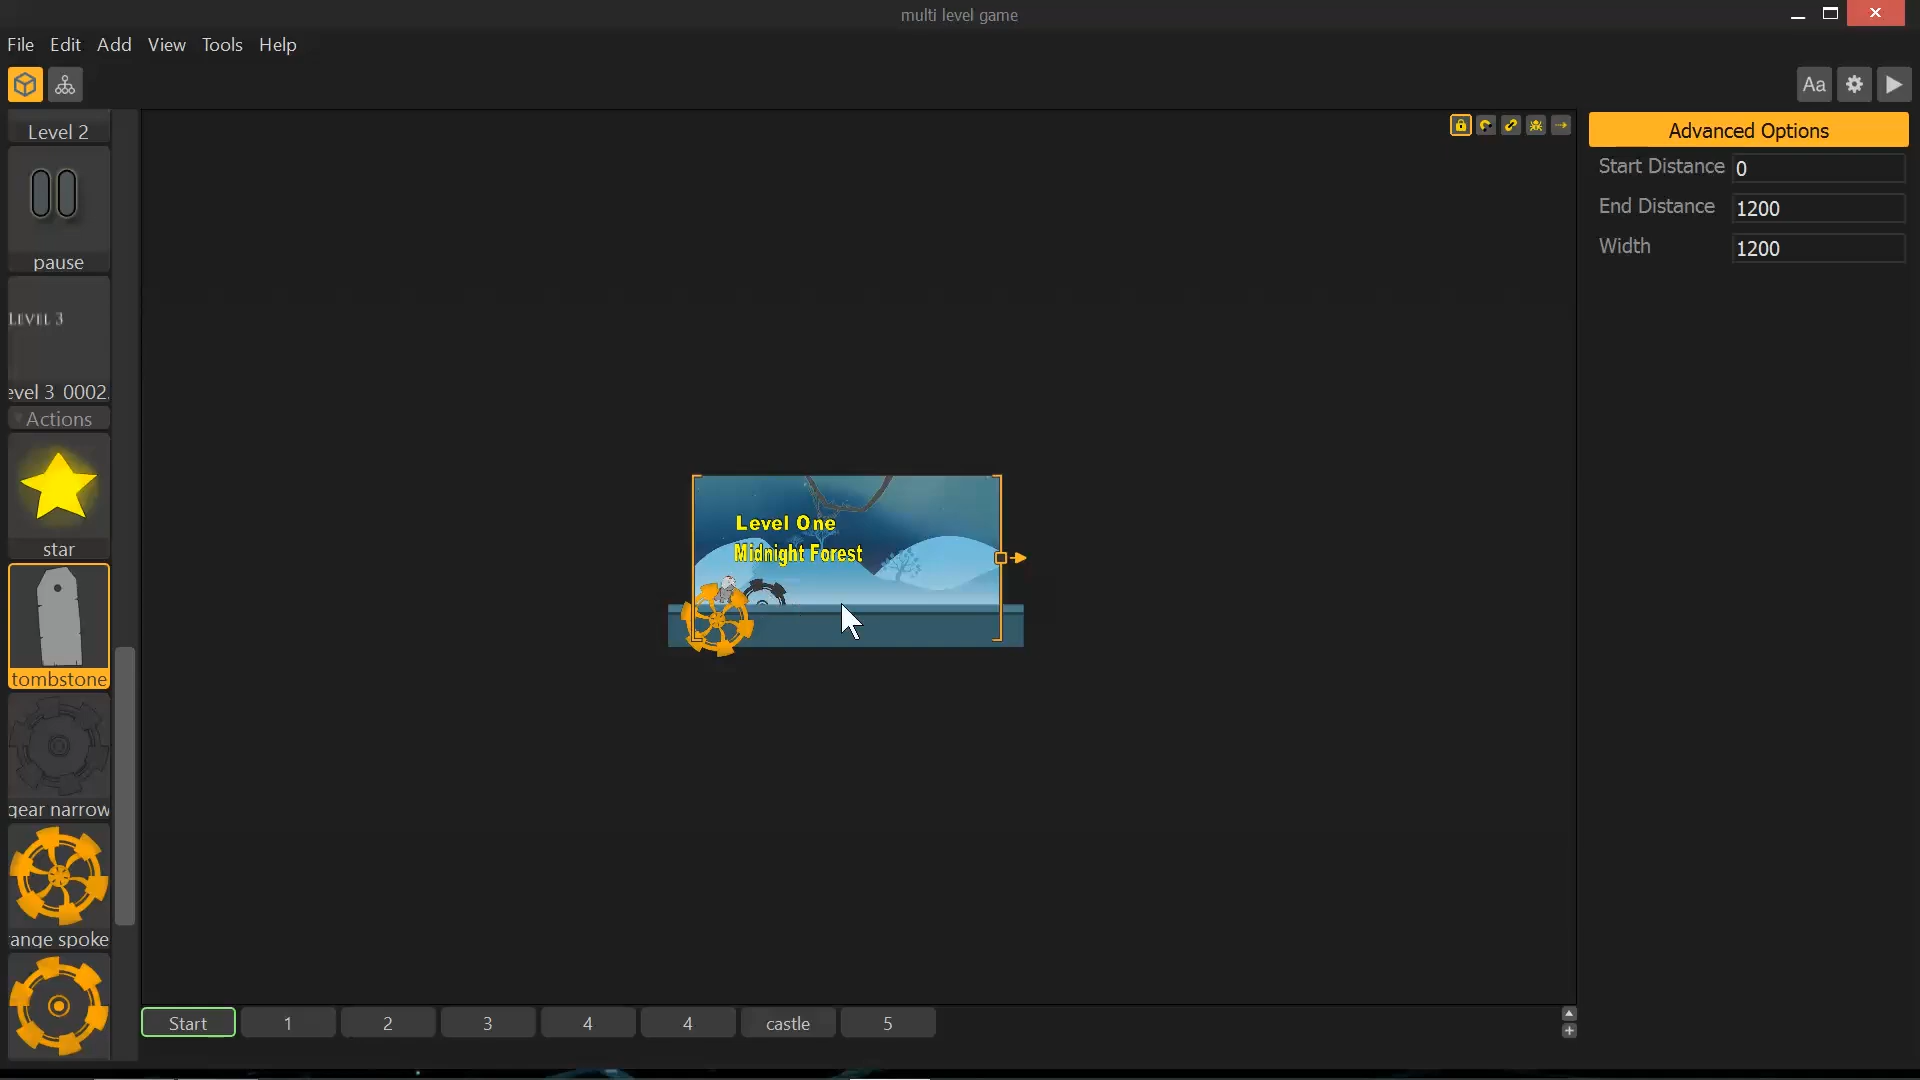 multi level game
File Edit Add View Tools Help
Aa
Level 2
pause
LEVEL 3
evel 3 0002.
Actions
star
tombstone
gear narrow
ange spoke
Level One
Midnight Forest
Advanced Options
Start Distance 0
End Distance 1200
Width 1200
Start 1 2 3 4 4 castle 5